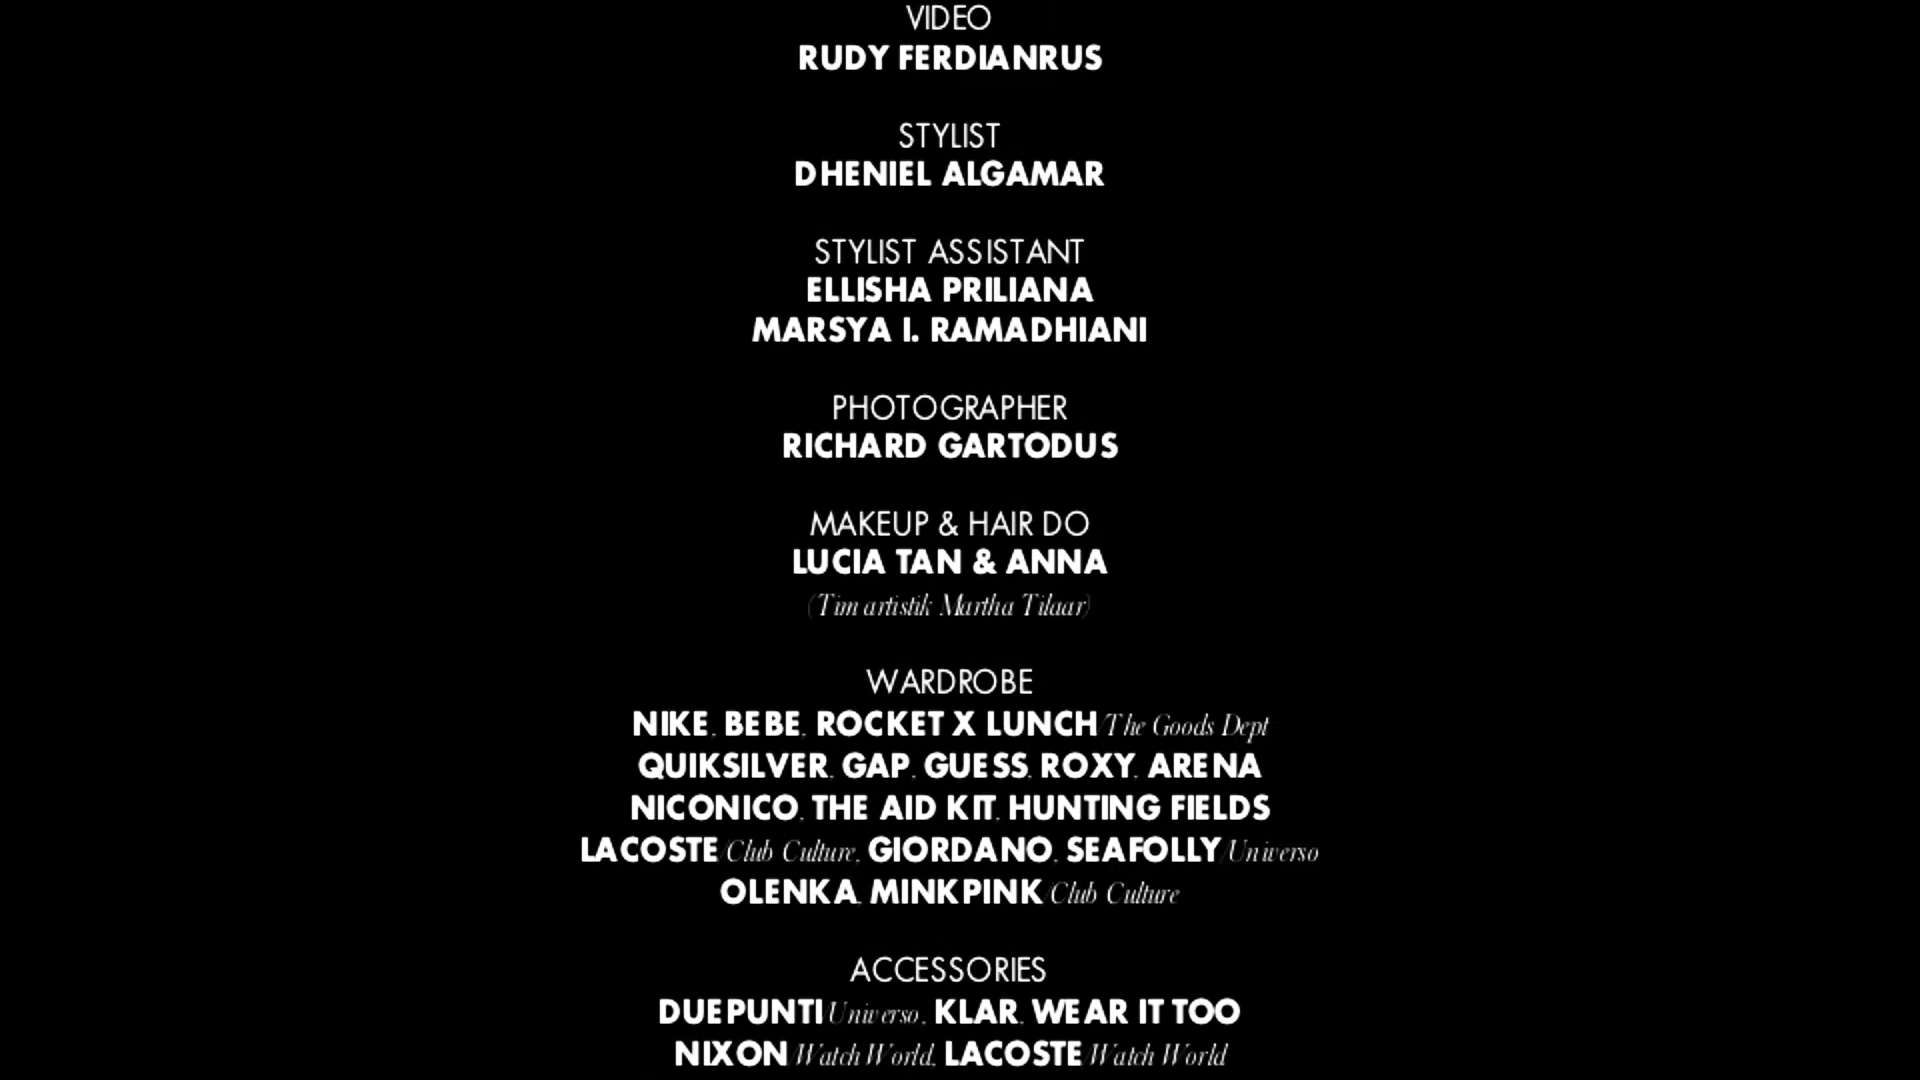 VIDEO
RUDY FERDIANRUS
STYLIST
DHENIEL ALGAMAR
STYLIST ASSISTANT
ELLISHA PRILIANA
MARSYA I. RAMADHIANI
PHOTOGRAPHER
RICHARD GARTODUS
MAKEUP & HAIR DO
LUCIA TAN & ANNA
(Tim artistik Martha Tilaar)
WARDROBE
NIKE, BEBE, ROCKET X LUNCH/The Goods Dept
QUIKSILVER, GAP, GUESS, ROXY, ARENA
NICONICO, THE AID KIT, HUNTING FIELDS
LACOSTE/Club Culture, GIORDANO, SEAFOLLY/Universo
OLENKA, MINKPINK/Club Culture
ACCESSORIES
DUEPUNTI/Universo, KLAR, WEAR IT TOO
NIXON/Watch World, LACOSTE/Watch World